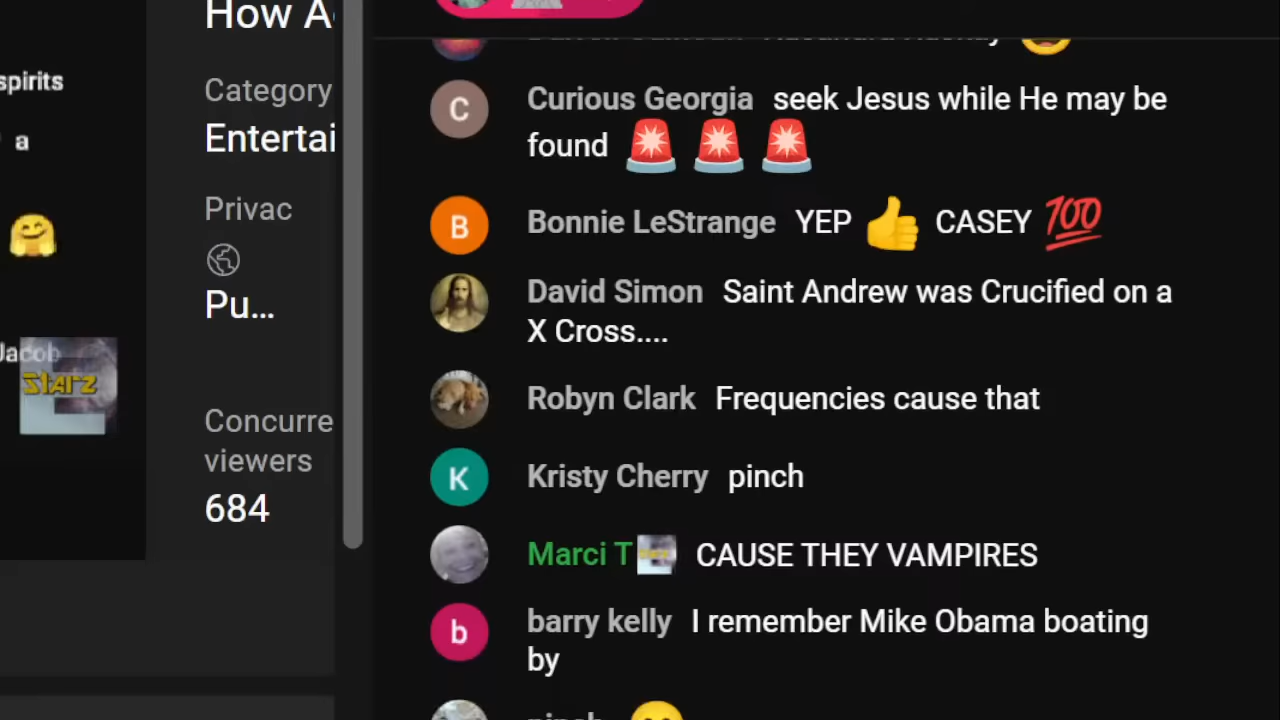 How A
spirits
Category
a
Entertai
Privac
Pu...
Jacob
Starz
Concurre
viewers
684
Curious Georgia seek Jesus while He may be
found
Bonnie LeStrange YEP 👍 CASEY 💯
David Simon Saint Andrew was Crucified on a
X Cross....
Robyn Clark Frequencies cause that
Kristy Cherry pinch
Marci T CAUSE THEY VAMPIRES
barry kelly I remember Mike Obama boating
by
C
B
K
b